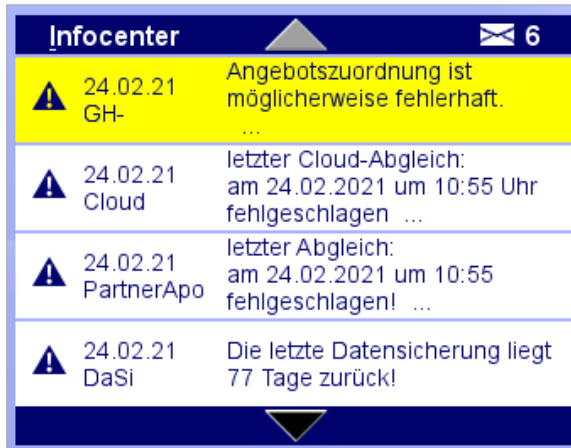 Infocenter
6
24.02.21
GH-
Angebotszuordnung ist
möglicherweise fehlerhaft.
...
24.02.21
Cloud
letzter Cloud-Abgleich:
am 24.02.2021 um 10:55 Uhr
fehlgeschlagen ...
24.02.21
PartnerApo
letzter Abgleich:
am 24.02.2021 um 10:55
fehlgeschlagen! ...
24.02.21
DaSi
Die letzte Datensicherung liegt
77 Tage zurück!